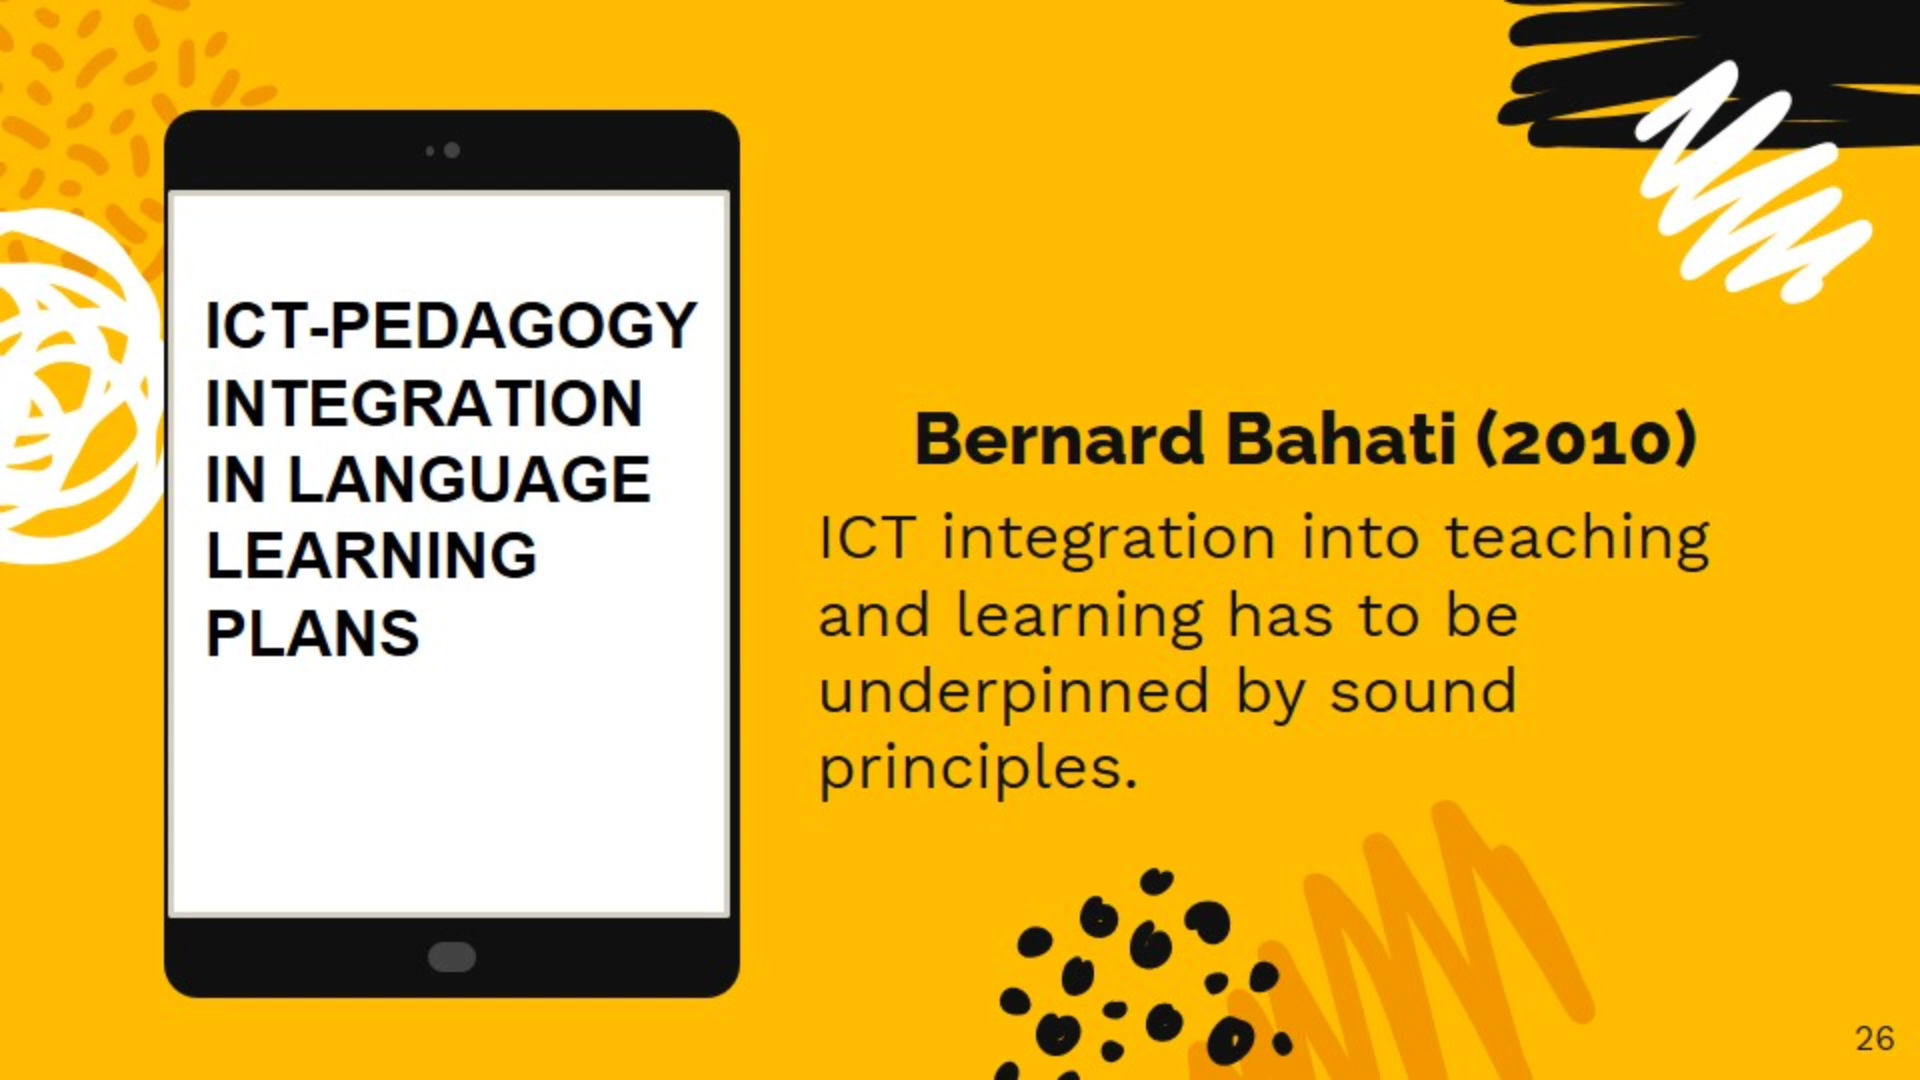 ICT-PEDAGOGY
INTEGRATION
IN LANGUAGE
LEARNING
PLANS
Bernard Bahati (2010)
ICT integration into teaching
and learning has to be
underpinned by sound
principles.
26